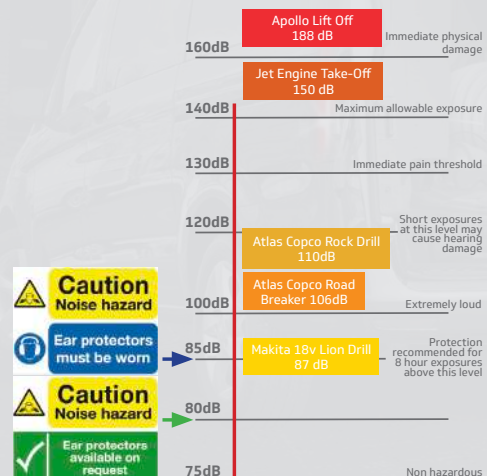 Apollo Lift Off
188 dB
Immediate physical
damage
160dB
Jet Engine Take-Off
150 dB
140dB
Maximum allowable exposure
130dB
Immediate pain threshold
120dB
Short exposures
at this level may
cause hearing
damage
Atlas Copco Rock Drill
110dB
Atlas Copco Road
Breaker 106dB
100dB
Extremely loud
Caution
Noise hazard
Ear protectors
must be worn
85dB
Makita 18v Lion Drill
87 dB
Protection
recommended for
8 hour exposures
above this level
Caution
Noise hazard
80dB
Ear protectors
available on
request
75dB
Non hazardous